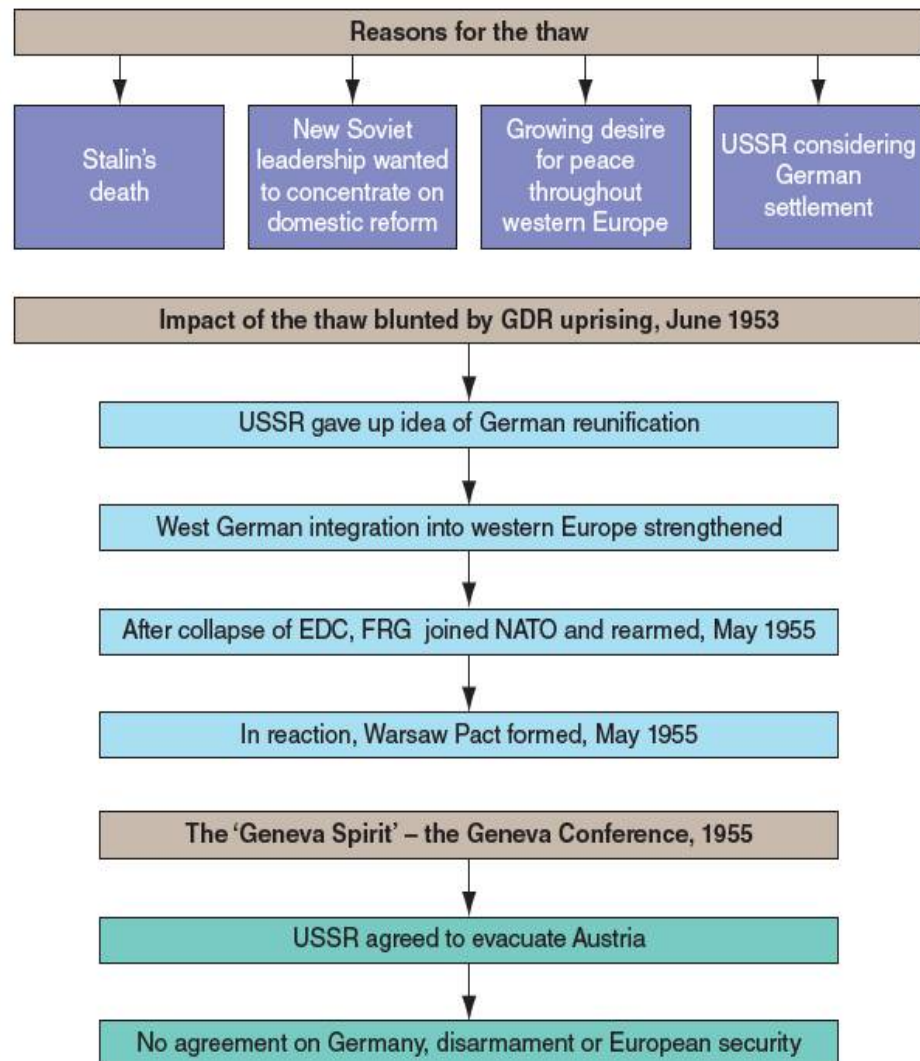 Reasons for the thaw
Stalin's
death
New Soviet
leadership wanted
to concentrate on
domestic reform
Growing desire
for peace
throughout
western Europe
USSR considering
German
settlement
Impact of the thaw blunted by GDR uprising, June 1953
USSR gave up idea of German reunification
West German integration into western Europe strengthened
After collapse of EDC, FRG joined NATO and rearmed, May 1955
In reaction, Warsaw Pact formed, May 1955
The ‘Geneva Spirit’ – the Geneva Conference, 1955
USSR agreed to evacuate Austria
No agreement on Germany, disarmament or European security